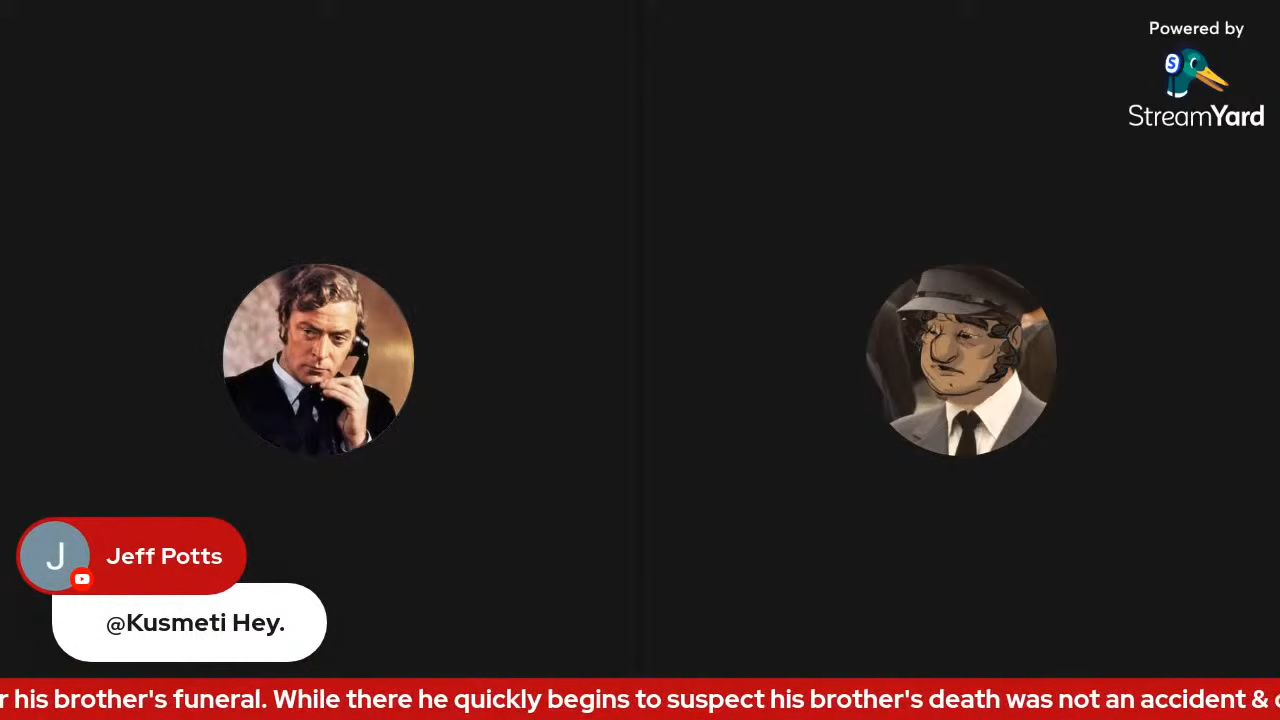 Powered by
S
StreamYard
J
Jeff Potts
@Kusmeti Hey.
his brother's funeral. While there he quickly begins to suspect his brother's death was not an accident &